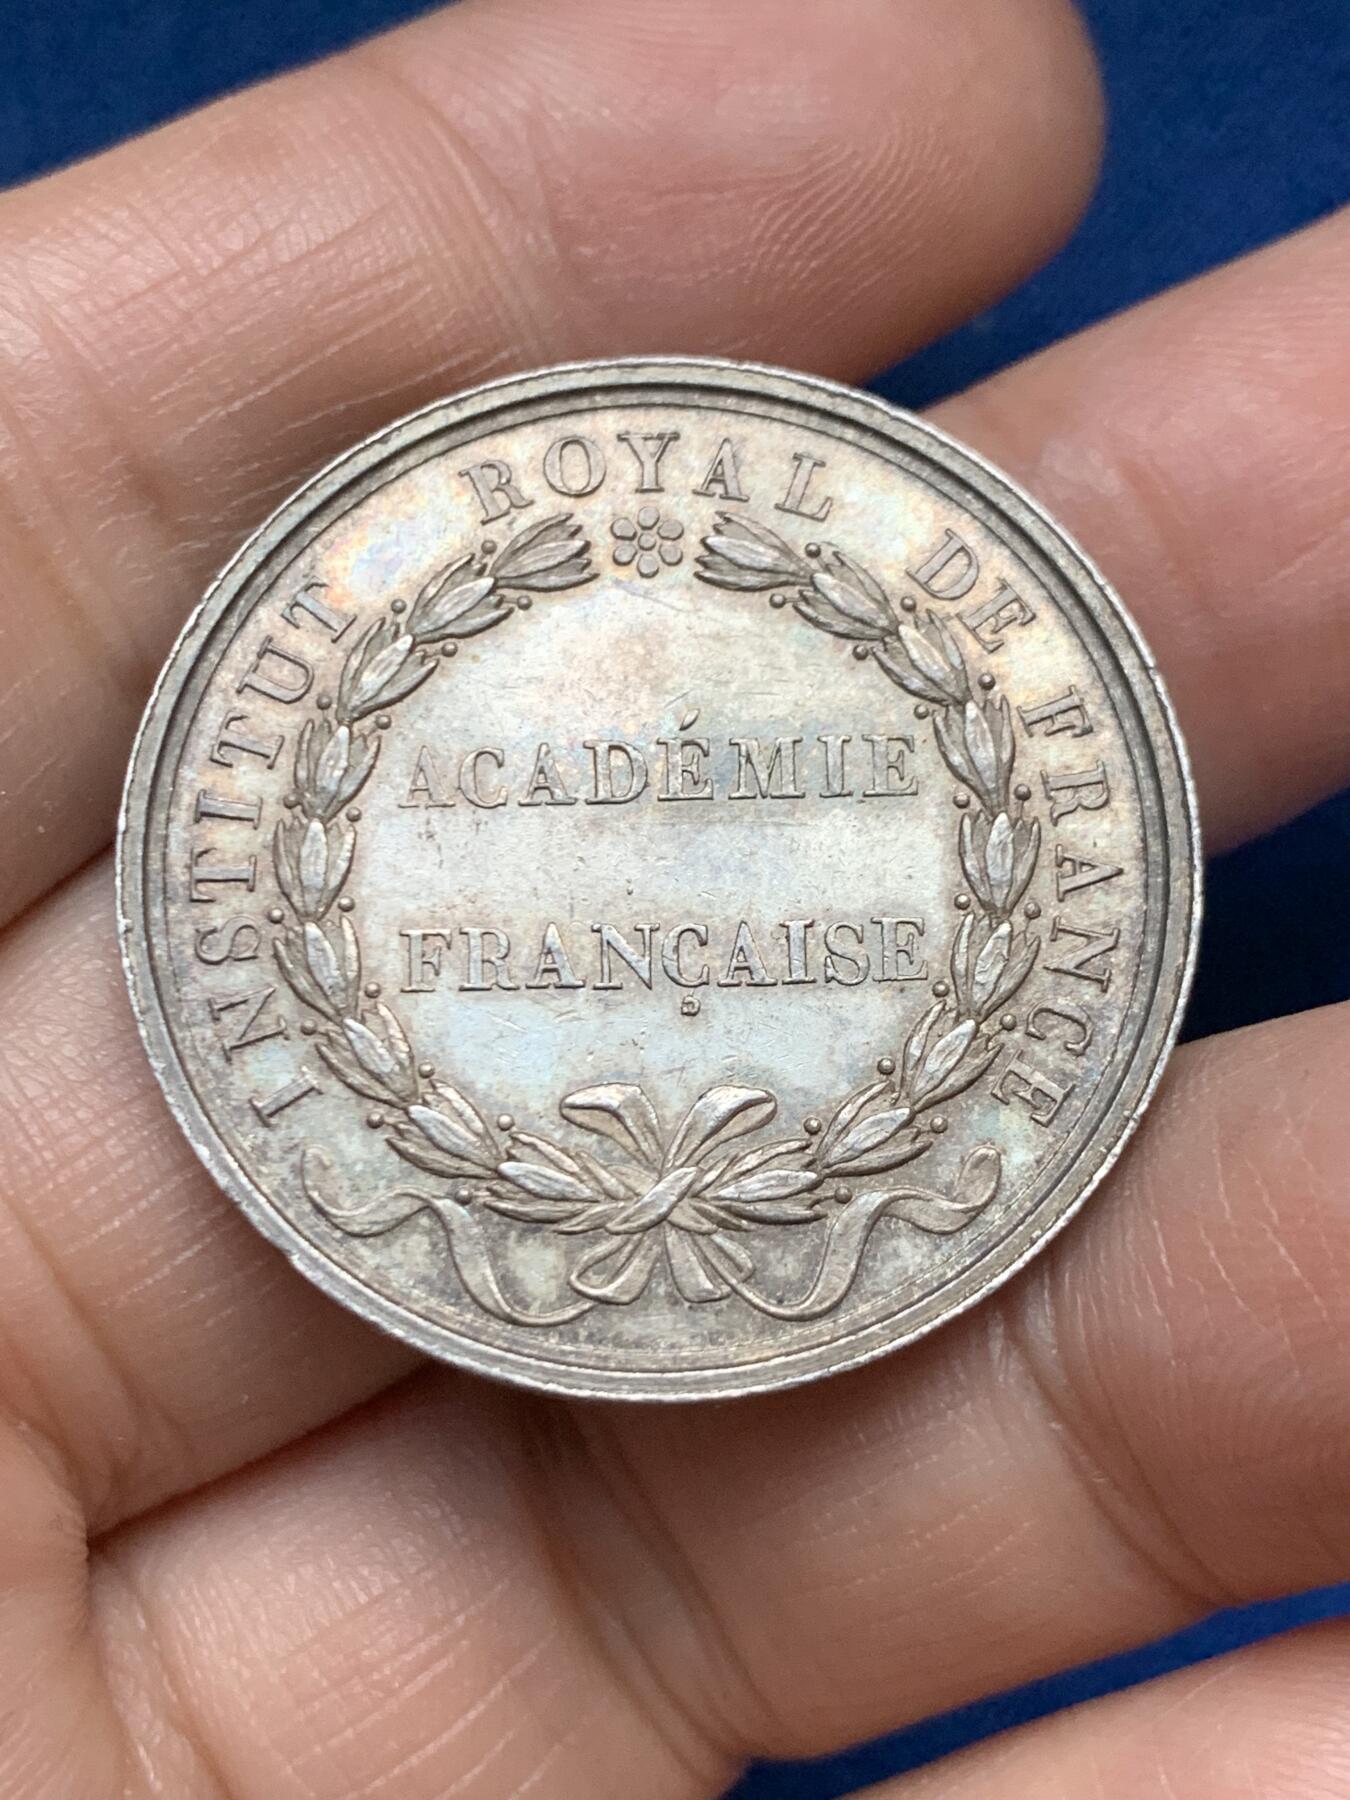 INSTITUT ROYAL DE FRANCE
ACADÉMIE
FRANÇAISE